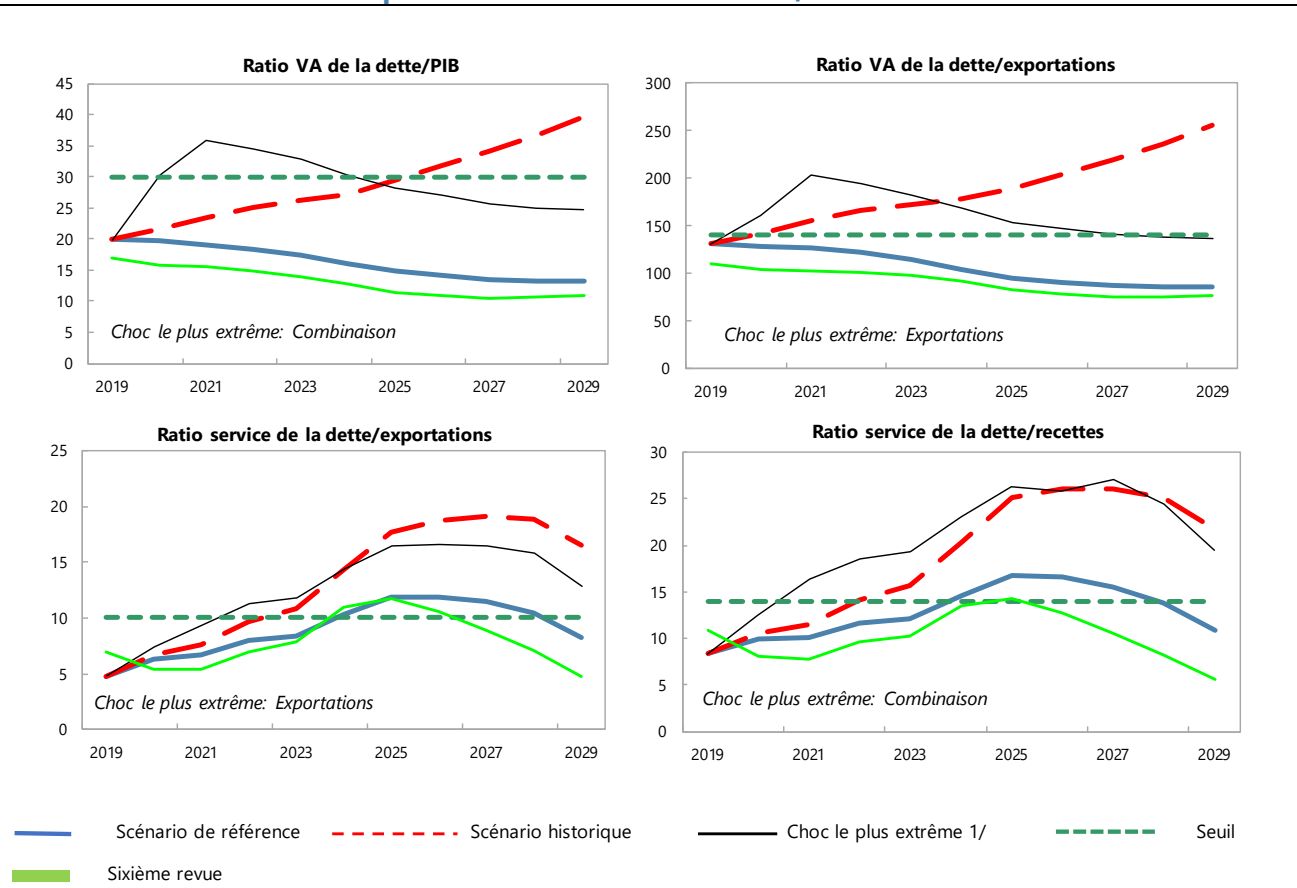 Ratio VA de la dette/PIB
45
40
35
30
25
20
15
10
5
0
Choc le plus extrême: Combinaison
2019 2021 2023 2025 2027 2029
Ratio VA de la dette/exportations
300
250
200
150
100
50
0
Choc le plus extrême: Exportations
2019 2021 2023 2025 2027 2029
Ratio service de la dette/exportations
25
20
15
10
5
0
Choc le plus extrême: Exportations
2019 2021 2023 2025 2027 2029
Ratio service de la dette/recettes
30
25
20
15
10
5
0
Choc le plus extrême: Combinaison
2019 2021 2023 2025 2027 2029
Scénario de référence Scénario historique Choc le plus extrême 1/ Seuil
Sixième revue